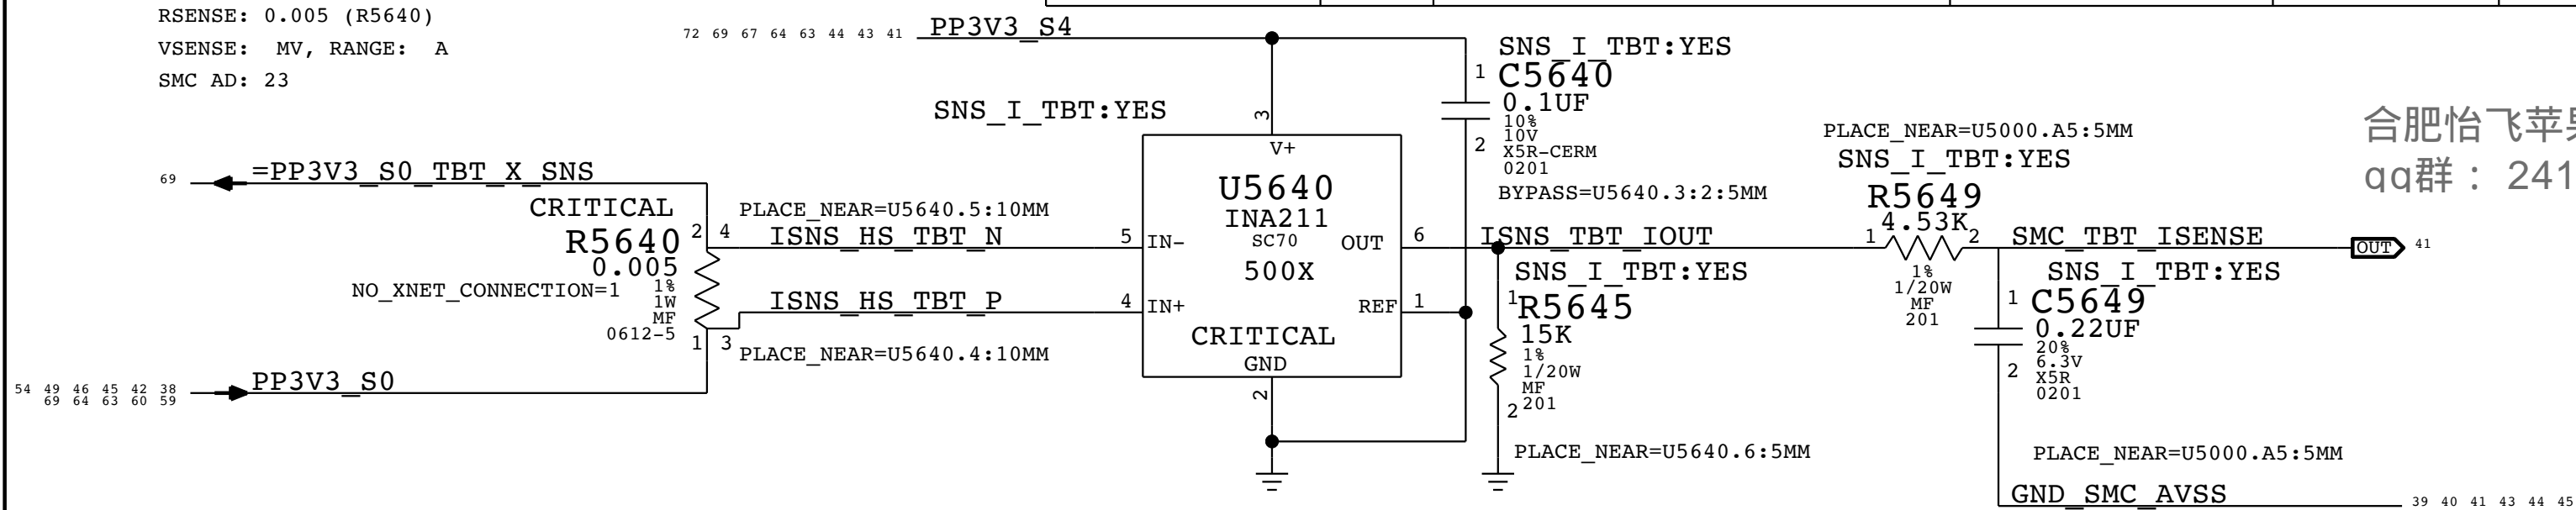 RSENSE: 0.005 (R5640)
VSENSE: MV, RANGE: A
SMC AD: 23
72 69 67 64 63 44 43 41
PP3V3_S4
SNS_I_TBT:YES
C5640
1
0.1UF
10%
10V
X5R-CERM
0201
2
BYPASS=U5640.3:2:5MM
SNS_I_TBT:YES
3
V+
U5640
INA211
SC70
500X
CRITICAL
GND
2
5
IN-
4
IN+
OUT
6
REF
1
69
=PP3V3_S0_TBT_X_SNS
CRITICAL
R5640
0.005
1%
1W
MF
0612-5
NO_XNET_CONNECTION=1
2 4
1 3
PLACE_NEAR=U5640.5:10MM
ISNS_HS_TBT_N
ISNS_HS_TBT_P
PLACE_NEAR=U5640.4:10MM
54 49 46 45 42 38
69 64 63 60 59
PP3V3_S0
ISNS_TBT_IOUT
SNS_I_TBT:YES
1
R5645
15K
1%
1/20W
MF
201
2
PLACE_NEAR=U5640.6:5MM
PLACE_NEAR=U5000.A5:5MM
SNS_I_TBT:YES
R5649
4.53K
1
2
1%
1/20W
MF
201
SMC_TBT_ISENSE
OUT
41
SNS_I_TBT:YES
1
C5649
0.22UF
20%
6.3V
X5R
0201
2
PLACE_NEAR=U5000.A5:5MM
GND_SMC_AVSS
39 40 41 43 44 45
合肥怡飞苹果
qq群：241